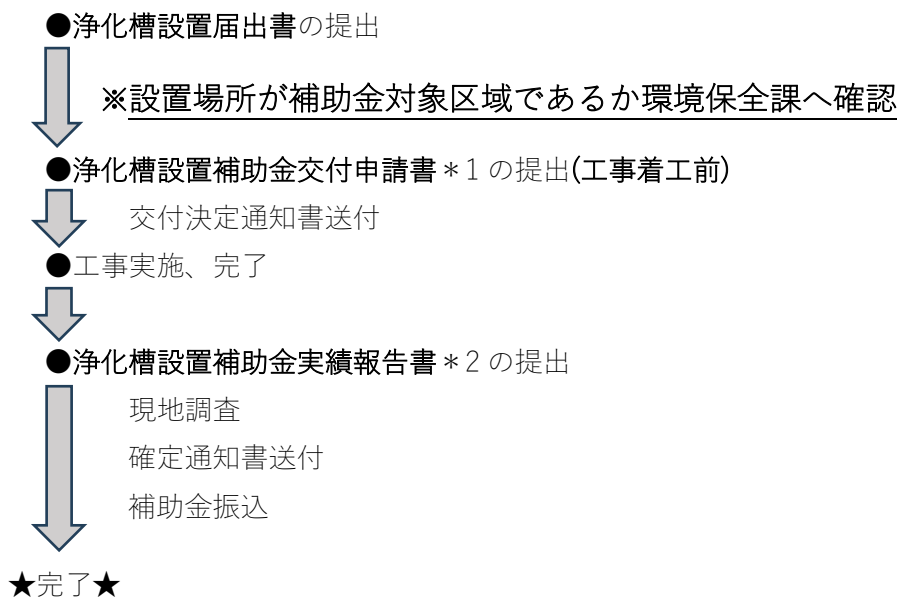 ●浄化槽設置届出書の提出
※設置場所が補助金対象区域であるか環境保全課へ確認
●浄化槽設置補助金交付申請書＊1の提出(工事着工前)
交付決定通知書送付
●工事実施、完了
●浄化槽設置補助金実績報告書＊2の提出
現地調査
確定通知書送付
補助金振込
★完了★